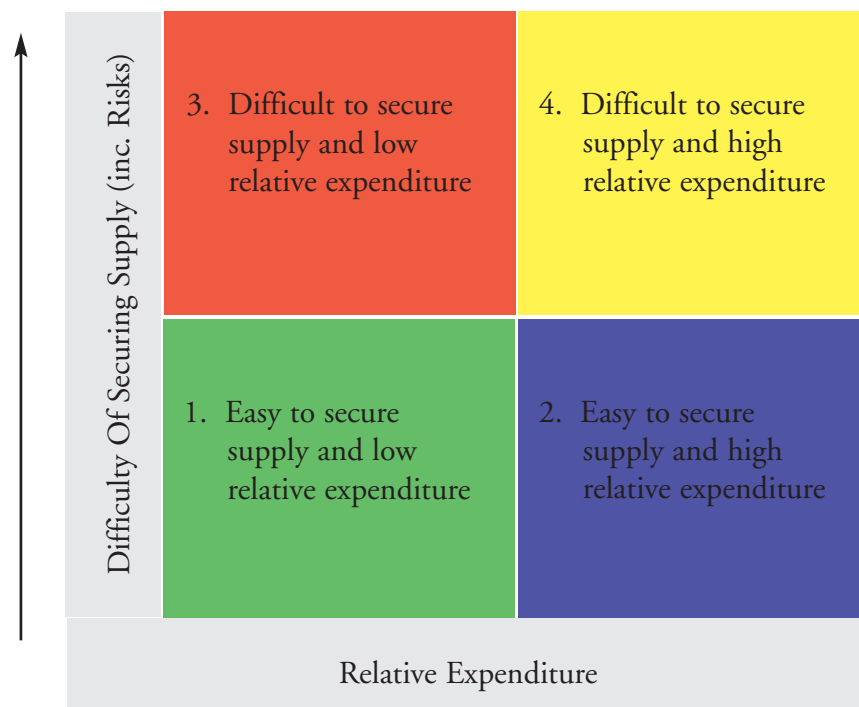 Difficulty Of Securing Supply (inc. Risks)
3. Difficult to secure
supply and low
relative expenditure
4. Difficult to secure
supply and high
relative expenditure
1. Easy to secure
supply and low
relative expenditure
2. Easy to secure
supply and high
relative expenditure
Relative Expenditure